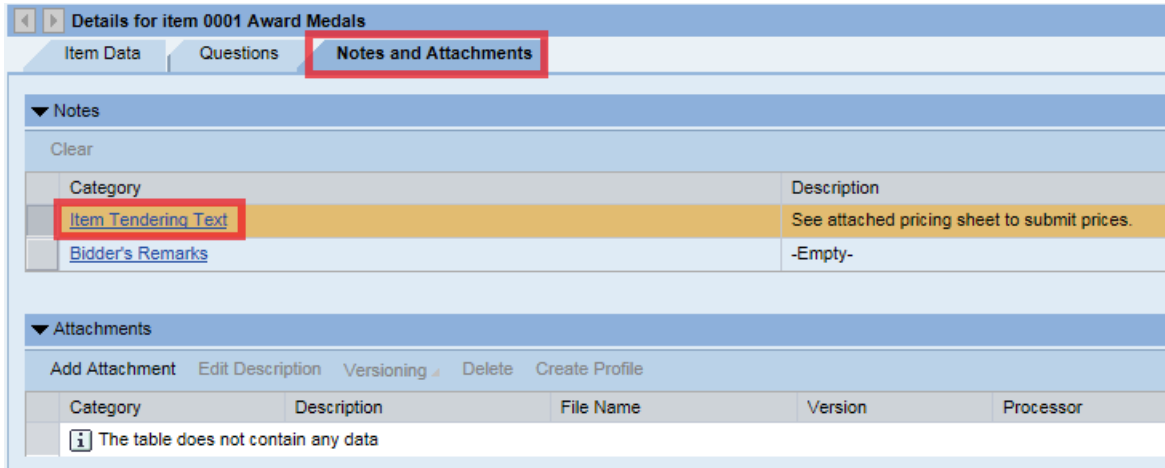 Details for item 0001 Award Medals
Item Data Questions Notes and Attachments
Notes
Clear
Category Description
Item Tendering Text See attached pricing sheet to submit prices.
Bidder's Remarks -Empty-
Attachments
Add Attachment Edit Description Versioning Delete Create Profile
Category Description File Name Version Processor
The table does not contain any data